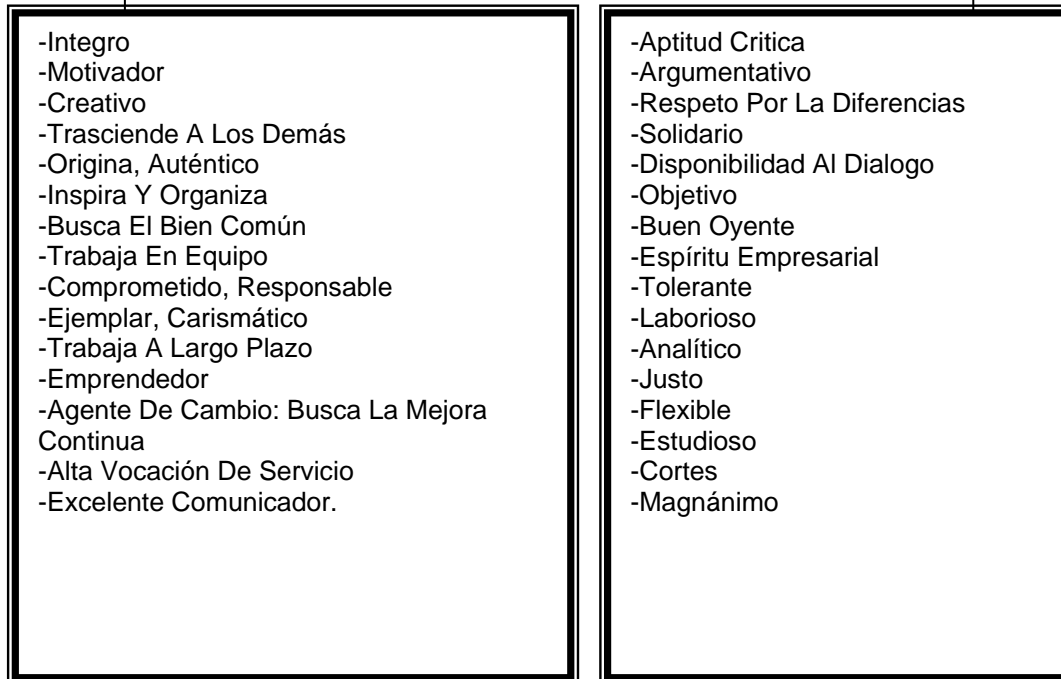 -Integro
-Motivador
-Creativo
-Trasciende A Los Demás
-Origina, Auténtico
-Inspira Y Organiza
-Busca El Bien Común
-Trabaja En Equipo
-Comprometido, Responsable
-Ejemplar, Carismático
-Trabaja A Largo Plazo
-Emprendedor
-Agente De Cambio: Busca La Mejora
Continua
-Alta Vocación De Servicio
-Excelente Comunicador.
-Aptitud Critica
-Argumentativo
-Respeto Por La Diferencias
-Solidario
-Disponibilidad Al Dialogo
-Objetivo
-Buen Oyente
-Espíritu Empresarial
-Tolerante
-Laborioso
-Analítico
-Justo
-Flexible
-Estudioso
-Cortes
-Magnánimo